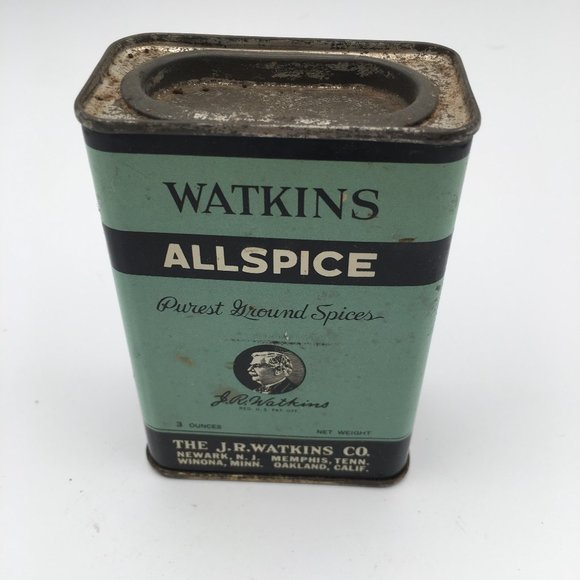 WATKINS
ALLSPICE
Purest Ground Spices
J.R. Watkins
REG. U.S. PAT. OFF.
3 OUNCES NET WEIGHT
THE J.R.WATKINS CO.
NEWARK, N.J. MEMPHIS, TENN.
WINONA, MINN. OAKLAND, CALIF.